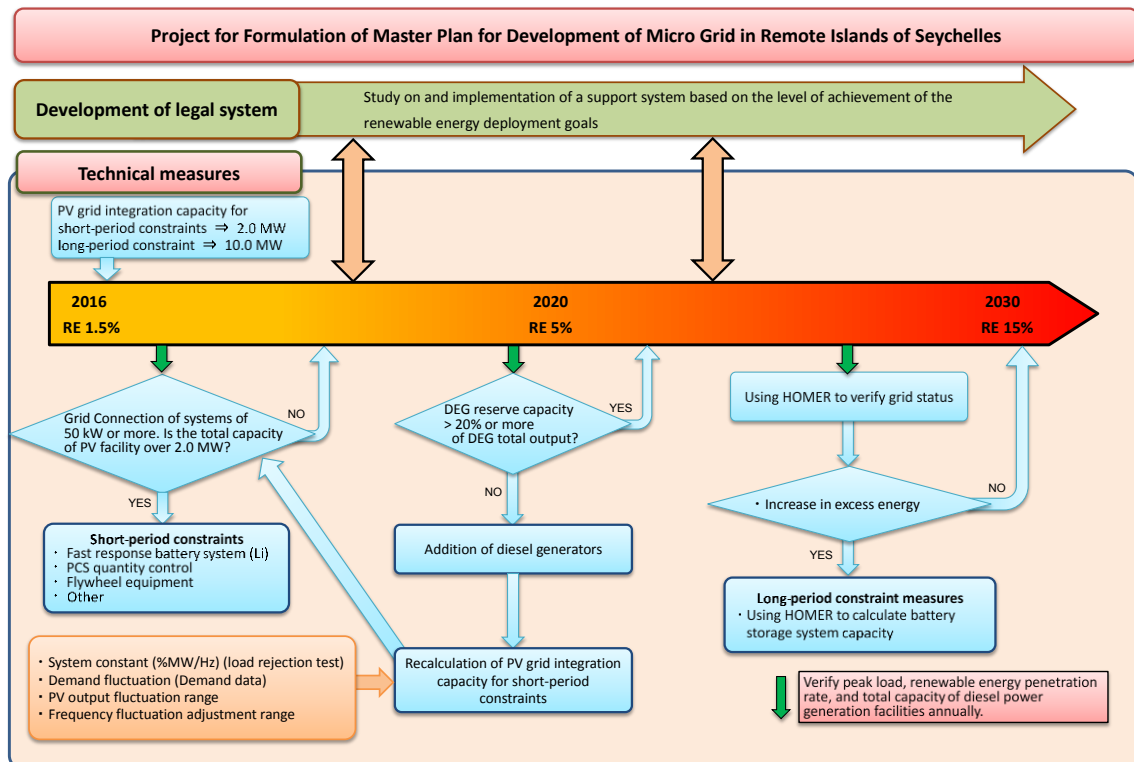 Project for Formulation of Master Plan for Development of Micro Grid in Remote Islands of Seychelles
Development of legal system
Study on and implementation of a support system based on the level of achievement of the
renewable energy deployment goals
Technical measures
PV grid integration capacity for
short-period constraints ⇒ 2.0 MW
long-period constraint ⇒ 10.0 MW
2016
RE 1.5%
2020
RE 5%
2030
RE 15%
Grid Connection of systems of
50 kW or more. Is the total capacity
of PV facility over 2.0 MW?
NO
YES
Short-period constraints
・ Fast response battery system (Li)
・ PCS quantity control
・ Flywheel equipment
・ Other
DEG reserve capacity
> 20% or more
of DEG total output?
YES
NO
Addition of diesel generators
Recalculation of PV grid integration
capacity for short-period
constraints
・System constant (%MW/Hz) (load rejection test)
・Demand fluctuation (Demand data)
・PV output fluctuation range
・Frequency fluctuation adjustment range
Using HOMER to verify grid status
・Increase in excess energy
NO
YES
Long-period constraint measures
・Using HOMER to calculate battery
storage system capacity
Verify peak load, renewable energy penetration
rate, and total capacity of diesel power
generation facilities annually.